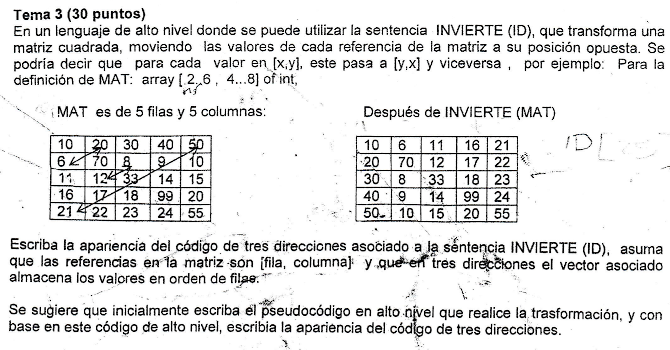 Tema 3 (30 puntos)
En un lenguaje de alto nivel donde se puede utilizar la sentencia INVIERTE (ID), que transforma una
matriz cuadrada, moviendo las valores de cada referencia de la matriz a su posición opuesta. Se
podría decir que para cada valor en [x,y], este pasa a [y,x] y viceversa , por ejemplo: Para la
definición de MAT: array [ 2..6 , 4...8] of int,
MAT es de 5 filas y 5 columnas: Después de INVIERTE (MAT)
10 20 30 40 50 10 6 11 16 21
6 70 8 9 10 20 70 12 17 22
11 12 33 14 15 30 8 33 18 23
16 17 18 99 20 40 9 14 99 24
21 22 23 24 55 50 10 15 20 55
Escriba la apariencia del código de tres direcciones asociado a la sentencia INVIERTE (ID), asuma
que las referencias en la matriz son [fila, columna] y que en tres direcciones el vector asociado
almacena los valores en orden de filas.
Se sugiere que inicialmente escriba el pseudocódigo en alto nivel que realice la trasformación, y con
base en este código de alto nivel, escribia la apariencia del código de tres direcciones.